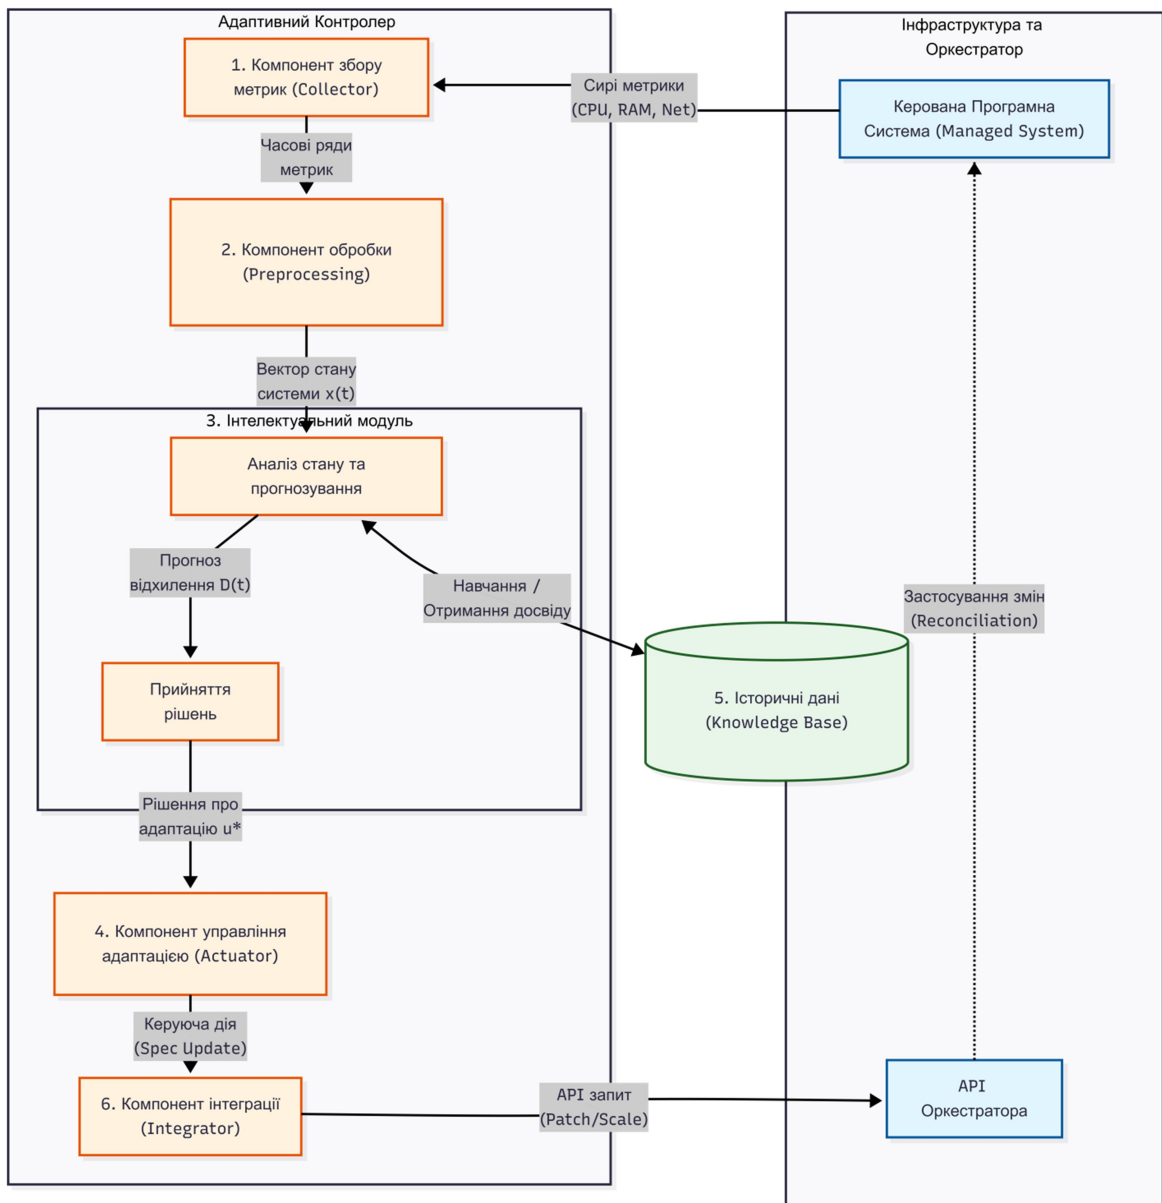 Адаптивний Контролер
1. Компонент збору
метрик (Collector)
Часові ряди
метрик
2. Компонент обробки
(Preprocessing)
Вектор стану
системи x(t)
3. Інтелектуальний модуль
Аналіз стану та
прогнозування
Прогноз
відхилення D(t)
Навчання /
Отримання досвіду
Прийняття
рішень
Рішення про
адаптацію u*
4. Компонент управління
адаптацією (Actuator)
Керуюча дія
(Spec Update)
6. Компонент інтеграції
(Integrator)
Сирі метрики
(CPU, RAM, Net)
5. Історичні дані
(Knowledge Base)
API запит
(Patch/Scale)
Інфраструктура та
Оркестратор
Керована Програмна
Система (Managed System)
Застосування змін
(Reconciliation)
API
Оркестратора